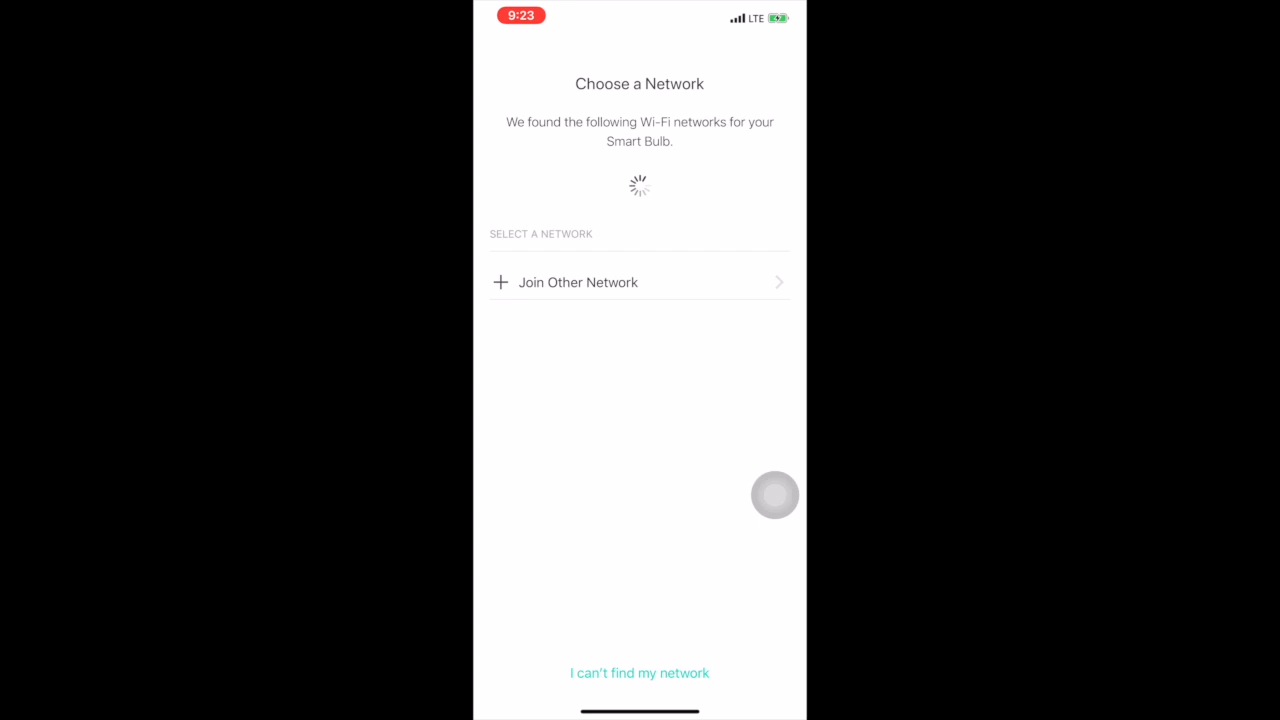 9:23
LTE
Choose a Network
We found the following Wi-Fi networks for your
Smart Bulb.
SELECT A NETWORK
Join Other Network
I can't find my network